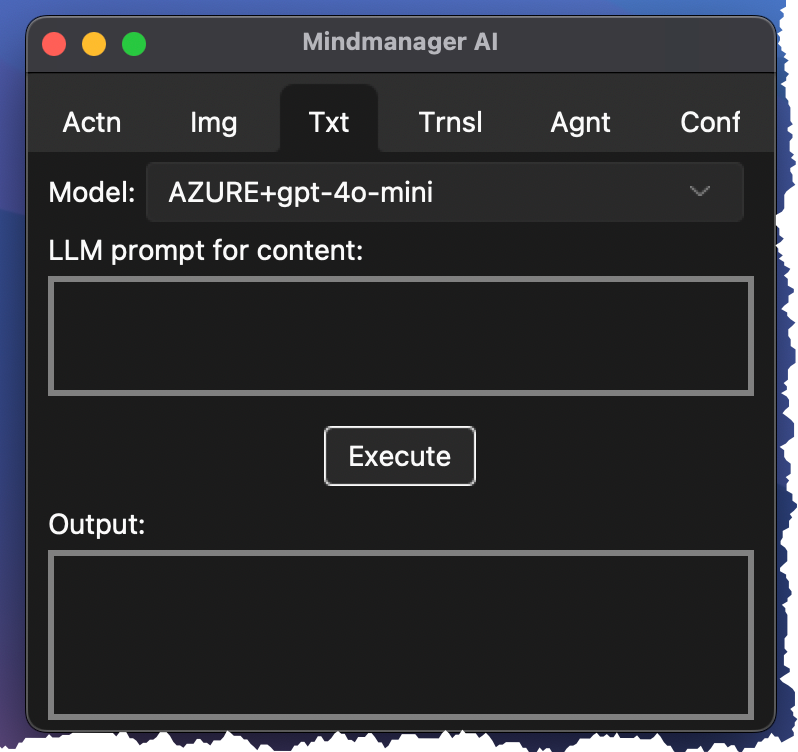 Mindmanager AI
Actn Img Txt Trnsl Agnt Conf
Model: AZURE+gpt-4o-mini
LLM prompt for content:
Execute
Output: